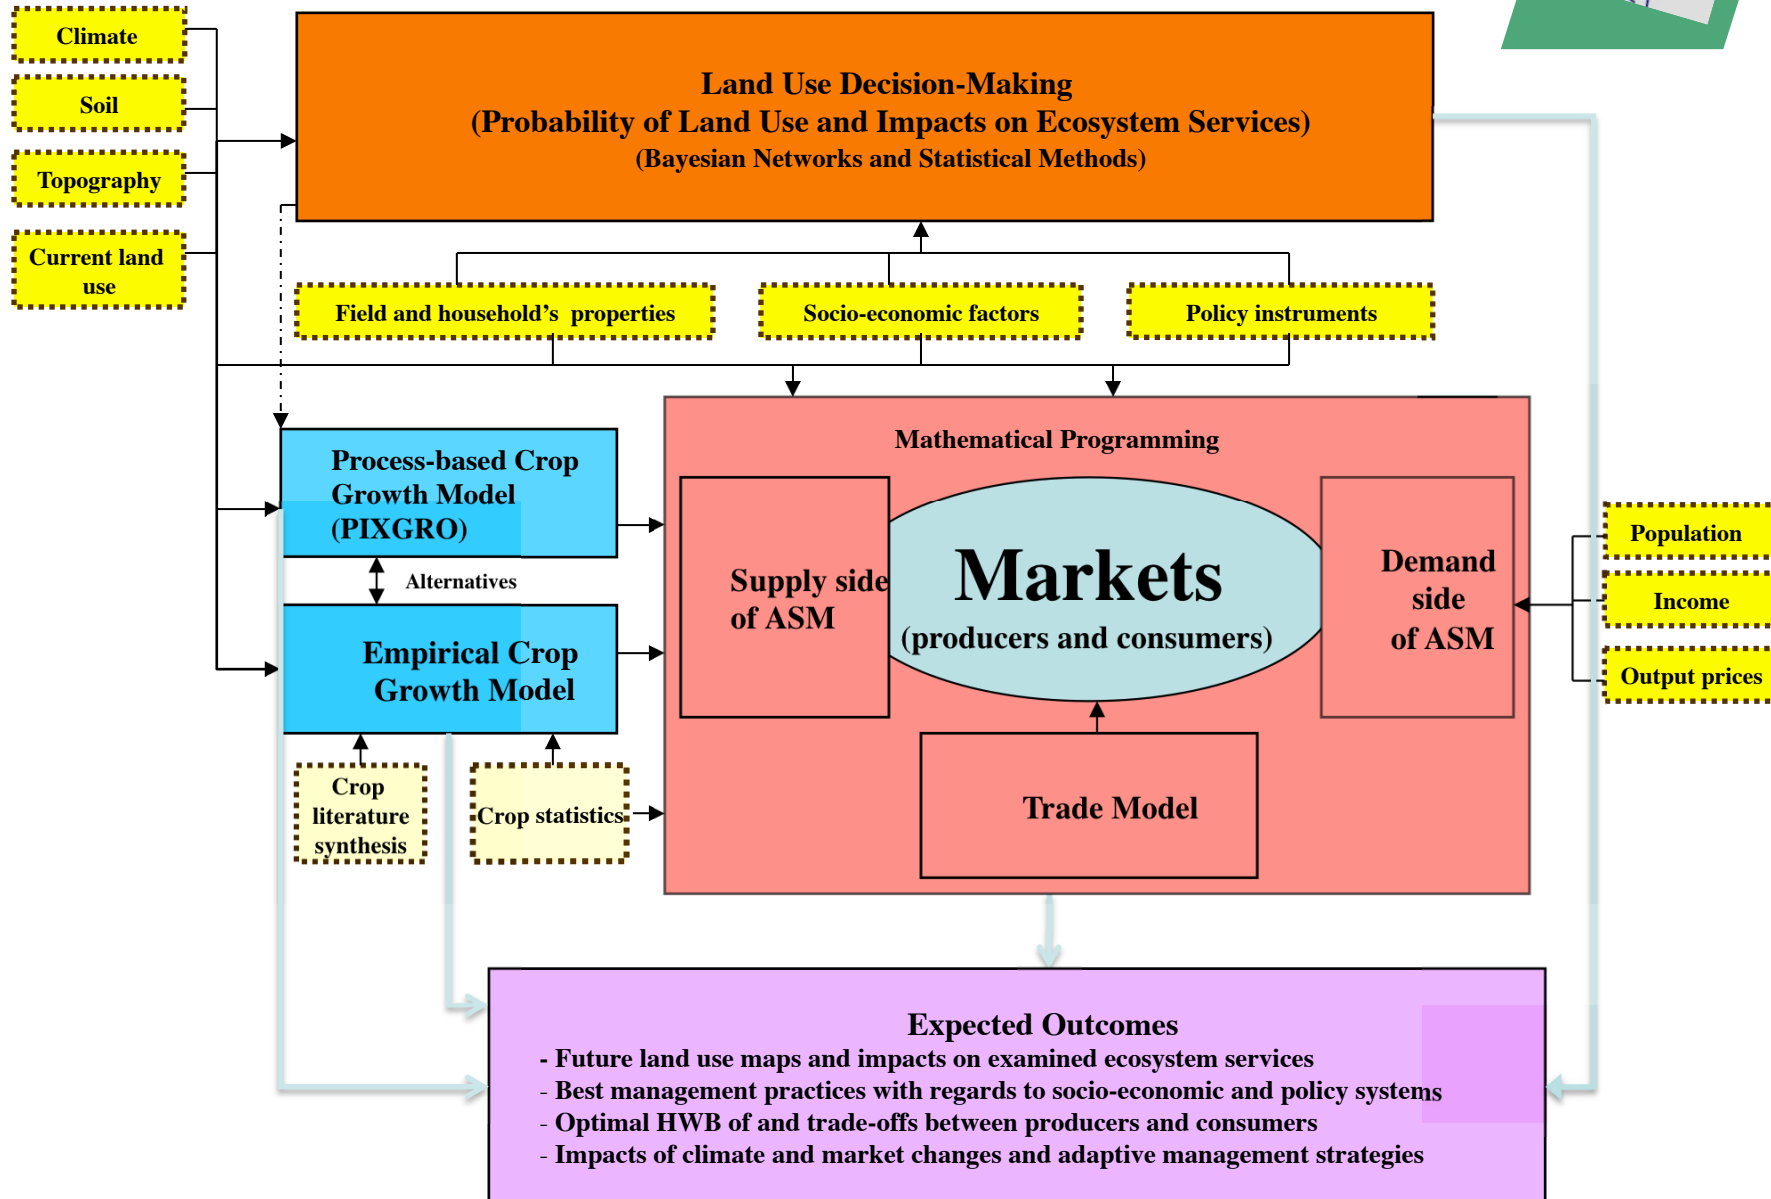 Climate
Soil
Topography
Current land
use
Land Use Decision-Making
(Probability of Land Use and Impacts on Ecosystem Services)
(Bayesian Networks and Statistical Methods)
Field and household’s properties
Socio-economic factors
Policy instruments
Process-based Crop
Growth Model
(PIXGRO)
Alternatives
Empirical Crop
Growth Model
Crop
literature
synthesis
Crop statistics
Mathematical Programming
Supply side
of ASM
Markets
(producers and consumers)
Demand
side
of ASM
Trade Model
Population
Income
Output prices
Expected Outcomes
- Future land use maps and impacts on examined ecosystem services
- Best management practices with regards to socio-economic and policy systems
- Optimal HWB of and trade-offs between producers and consumers
- Impacts of climate and market changes and adaptive management strategies